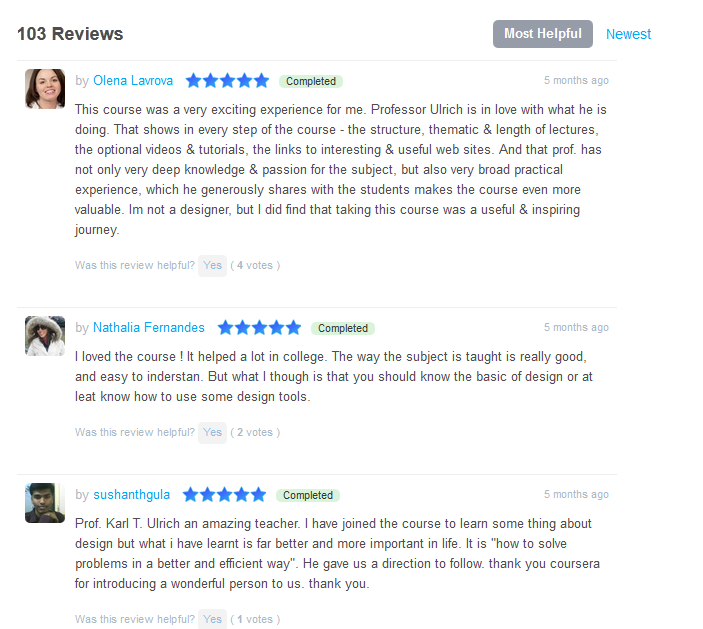 103 Reviews
Most Helpful
Newest
by Olena Lavrova Completed 5 months ago
This course was a very exciting experience for me. Professor Ulrich is in love with what he is
doing. That shows in every step of the course - the structure, thematic & length of lectures,
the optional videos & tutorials, the links to interesting & useful web sites. And that prof. has
not only very deep knowledge & passion for the subject, but also very broad practical
experience, which he generously shares with the students makes the course even more
valuable. Im not a designer, but I did find that taking this course was a useful & inspiring
journey.
Was this review helpful? Yes ( 4 votes )
by Nathalia Fernandes Completed 5 months ago
I loved the course ! It helped a lot in college. The way the subject is taught is really good,
and easy to inderstan. But what I though is that you should know the basic of design or at
leat know how to use some design tools.
Was this review helpful? Yes ( 2 votes )
by sushanthgula Completed 5 months ago
Prof. Karl T. Ulrich an amazing teacher. I have joined the course to learn some thing about
design but what i have learnt is far better and more important in life. It is "how to solve
problems in a better and efficient way". He gave us a direction to follow. thank you coursera
for introducing a wonderful person to us. thank you.
Was this review helpful? Yes ( 1 votes )